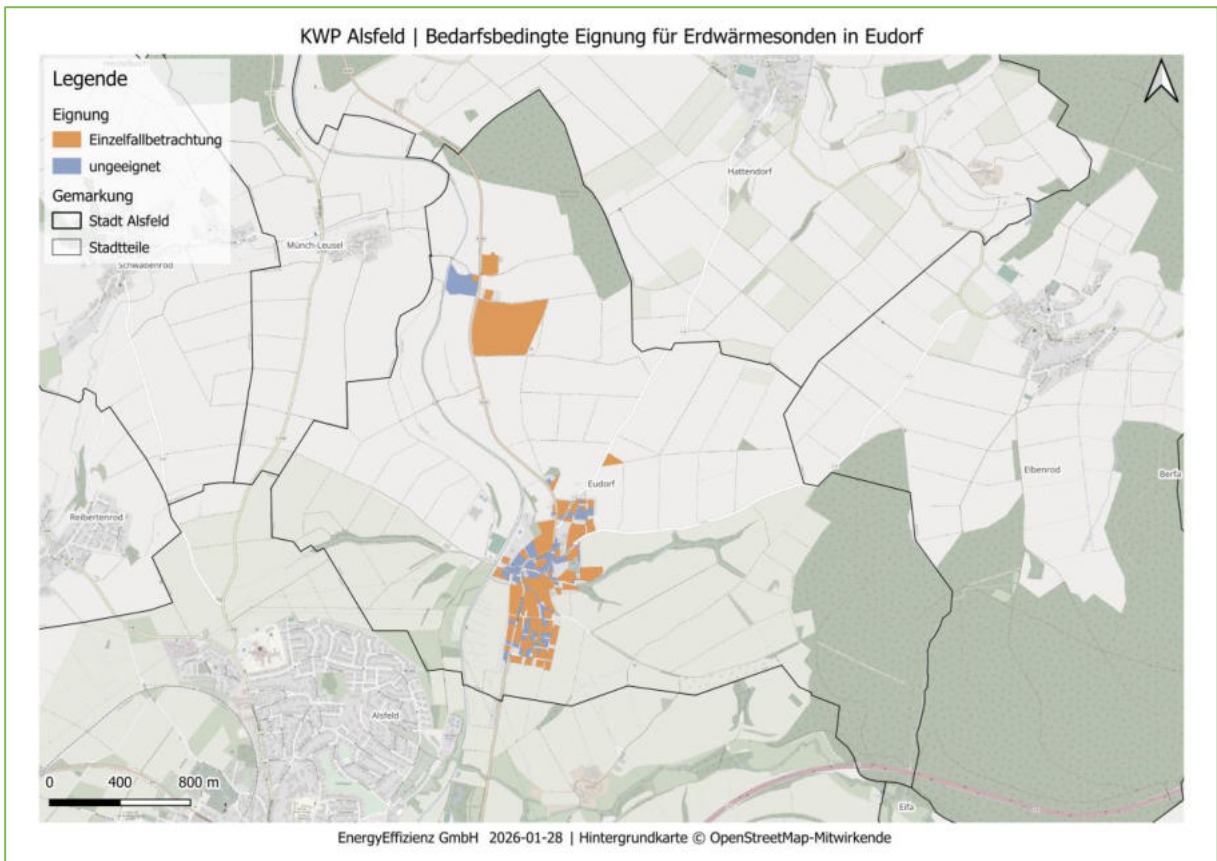 KWP Alsfeld | Bedarfsbedingte Eignung für Erdwärmesonden in Eudorf
Legende
Eignung
Einzelfallbetrachtung
ungeeignet
Gemarkung
Stadt Alsfeld
Stadtteile
Hattendorf
Münch-Leusel
Schwabenrod
Eudorf
Elbenrod
Berfa
Reibertenrod
Alsfeld
0 400 800 m
Eifa
EnergyEffizienz GmbH 2026-01-28 | Hintergrundkarte © OpenStreetMap-Mitwirkende